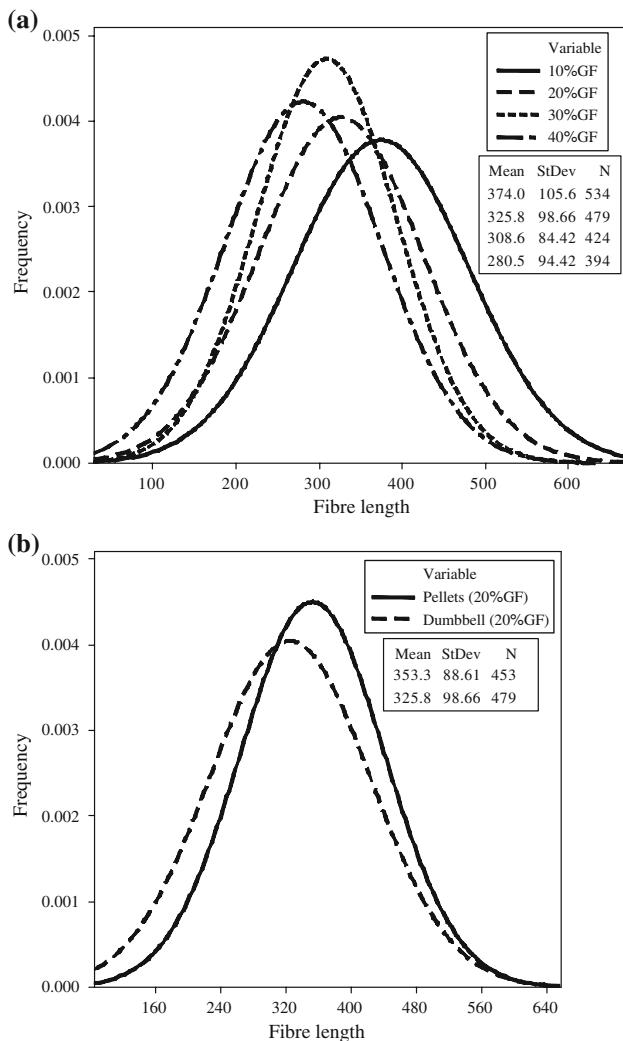 (a)
0.005
0.004
0.003
0.002
0.001
0.000
Frequency
100 200 300 400 500 600
Fibre length
Variable
10%GF
20%GF
30%GF
40%GF
Mean StDev N
374.0 105.6 534
325.8 98.66 479
308.6 84.42 424
280.5 94.42 394
(b)
0.005
0.004
0.003
0.002
0.001
0.000
Frequency
160 240 320 400 480 560 640
Fibre length
Variable
Pellets (20%GF)
Dumbbell (20%GF)
Mean StDev N
353.3 88.61 453
325.8 98.66 479